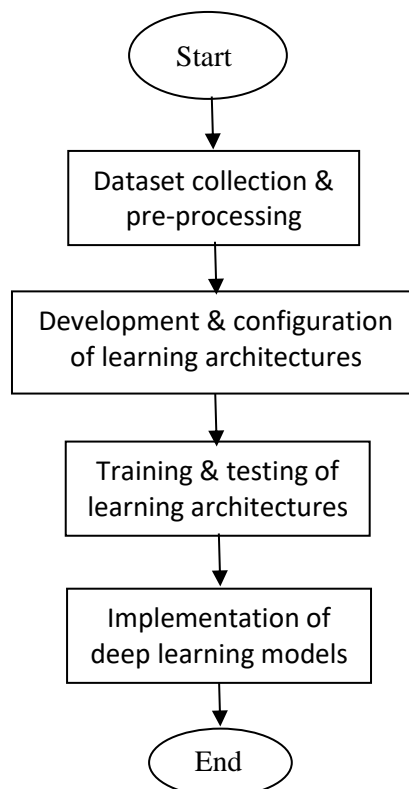 Start
Dataset collection &
pre-processing
Development & configuration
of learning architectures
Training & testing of
learning architectures
Implementation of
deep learning models
End